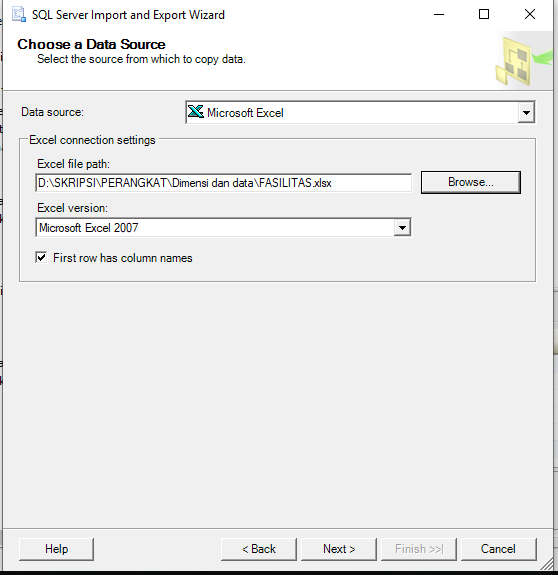 SQL Server Import and Export Wizard
Choose a Data Source
Select the source from which to copy data.
Data source:
Microsoft Excel
Excel connection settings
Excel file path:
D:\SKRIPSI\PERANGKAT\Dimensi dan data\FASILITAS.xlsx
Browse...
Excel version:
Microsoft Excel 2007
First row has column names
Help
< Back
Next >
Finish >>|
Cancel